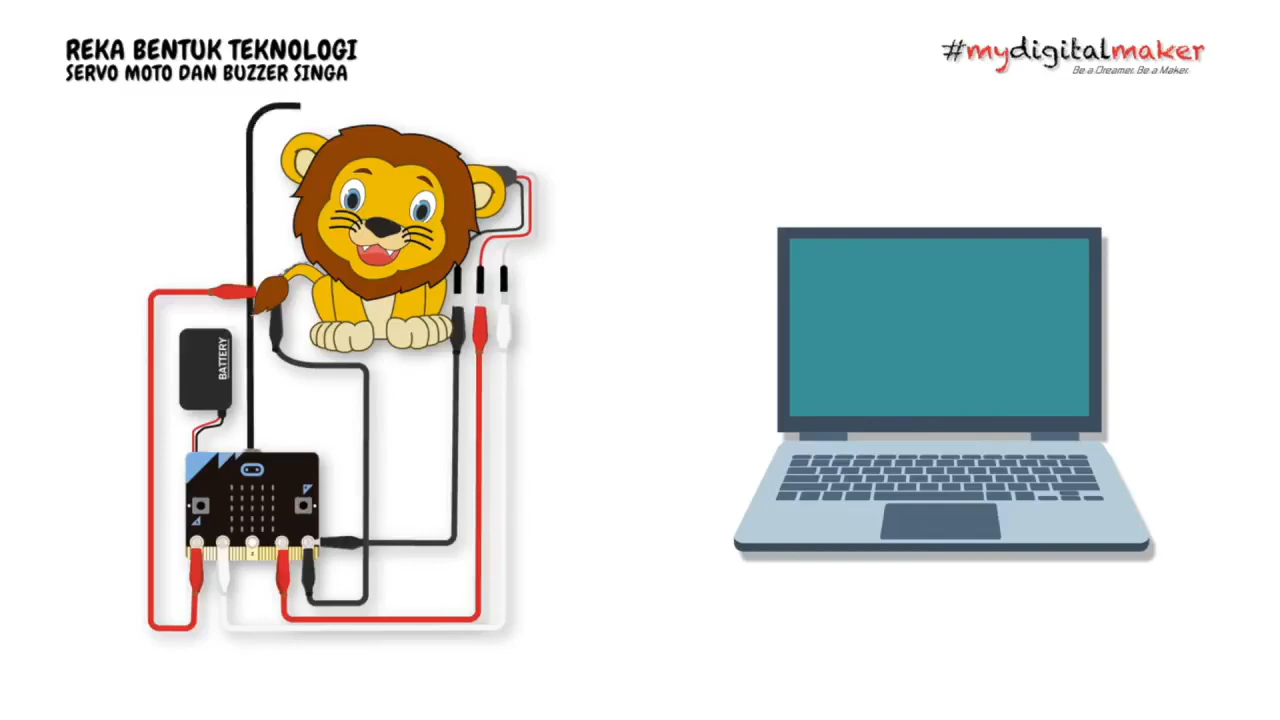 REKA BENTUK TEKNOLOGI
SERVO MOTO DAN BUZZER SINGA
#mydigitalmaker
Be a Dreamer. Be a Maker.
BATTERY